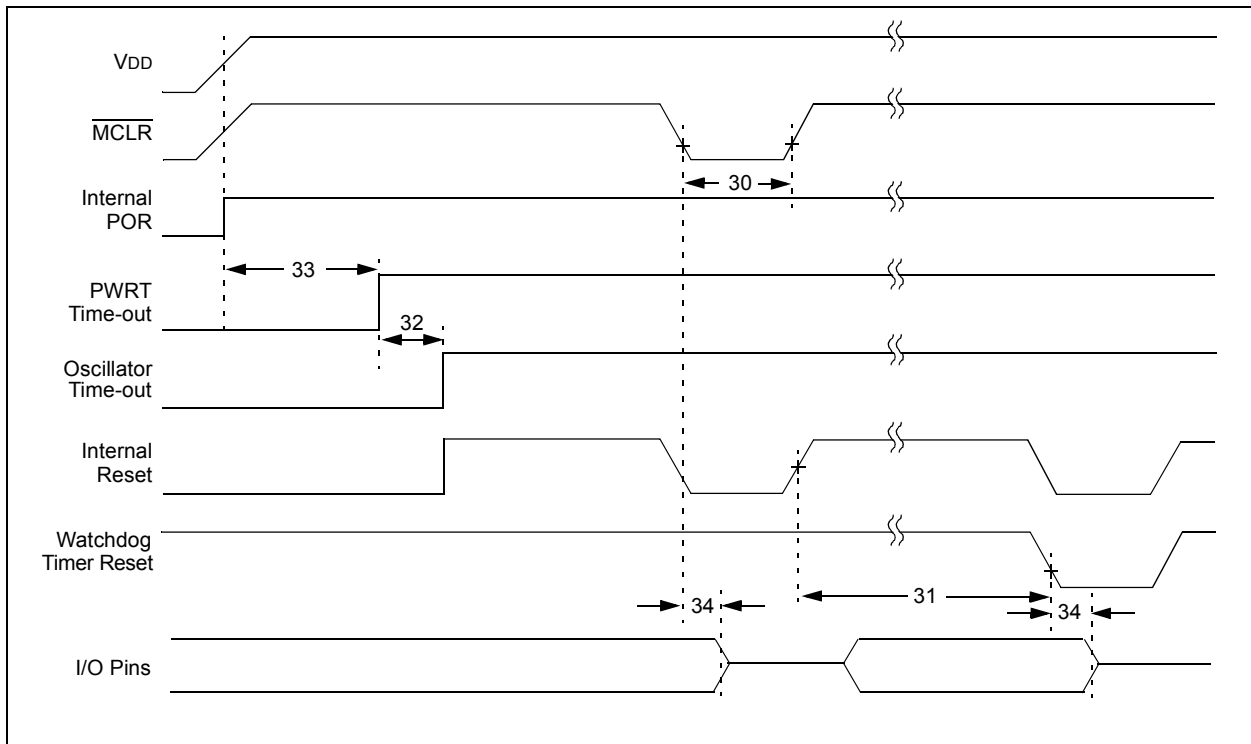 VDD
MCLR
30
Internal
POR
33
PWRT
Time-out
32
Oscillator
Time-out
Internal
Reset
Watchdog
Timer Reset
34
31
34
I/O Pins